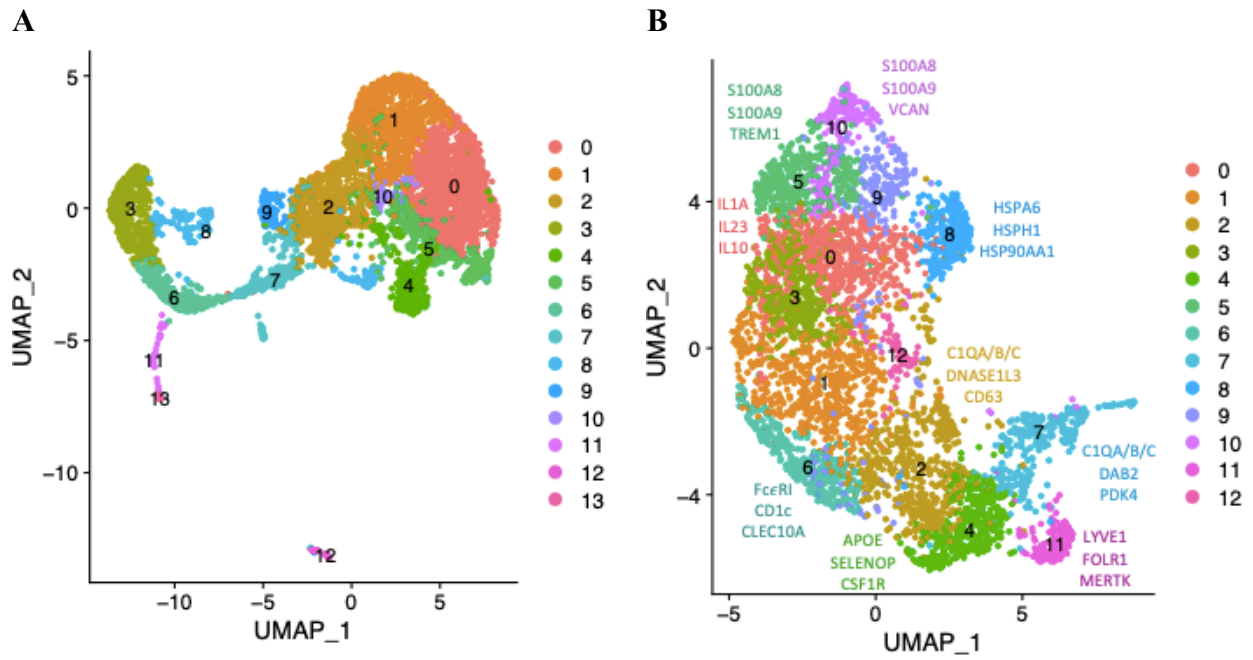 A
5
0
−5
−10
UMAP_2
−10
−5
0
5
UMAP_1
1
0
3
2
10
9
8
5
7
4
6
11
13
12
0
1
2
3
4
5
6
7
8
9
10
11
12
13
B
S100A8
S100A9
VCAN
S100A8
S100A9
TREM1
10
5
9
IL1A
IL23
IL10
HSPA6
HSPH1
HSP90AA1
8
0
3
12
1
C1QA/B/C
DNASE1L3
CD63
7
C1QA/B/C
DAB2
PDK4
6
2
FcεRI
CD1c
CLEC10A
4
APOE
SELENOP
CSF1R
11
LYVE1
FOLR1
MERTK
4
0
−4
UMAP_2
−5
0
5
UMAP_1
0
1
2
3
4
5
6
7
8
9
10
11
12